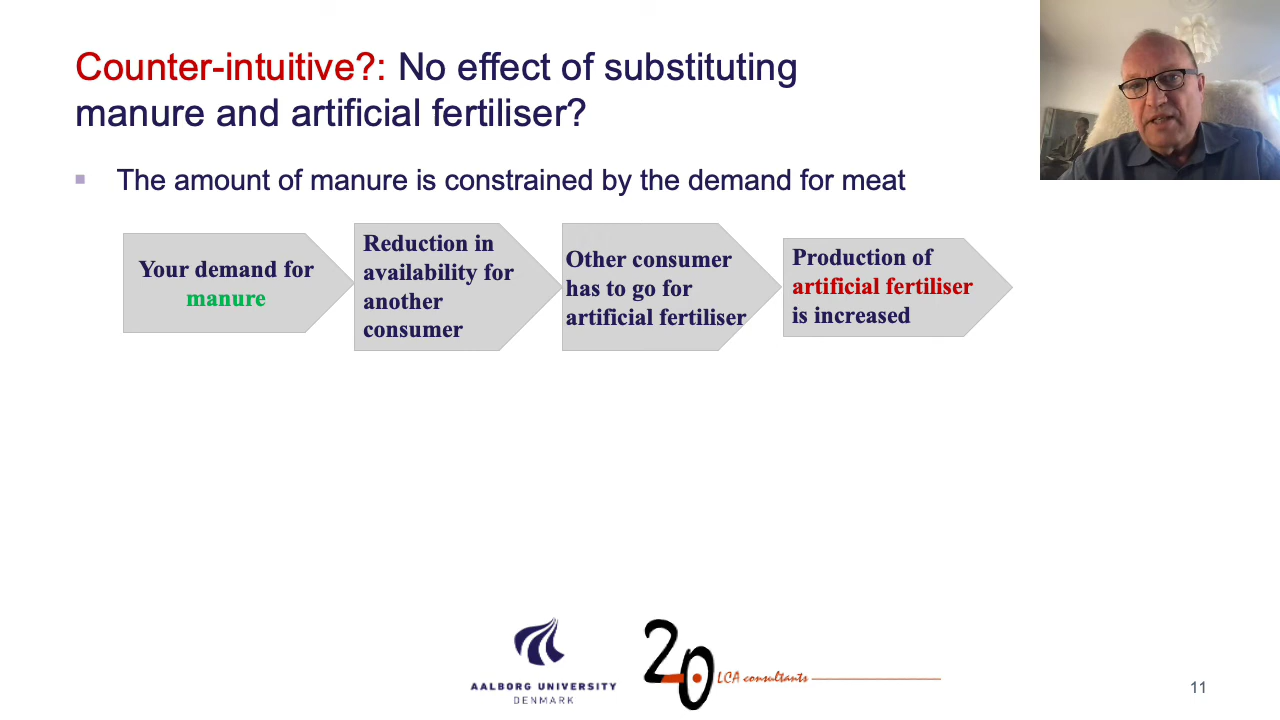 Counter-intuitive?: No effect of substituting
manure and artificial fertiliser?
The amount of manure is constrained by the demand for meat
Your demand for
manure
Reduction in
availability for
another
consumer
Other consumer
has to go for
artificial fertiliser
Production of
artificial fertiliser
is increased
AALBORG UNIVERSITY
DENMARK
2.0
LCA consultants
11